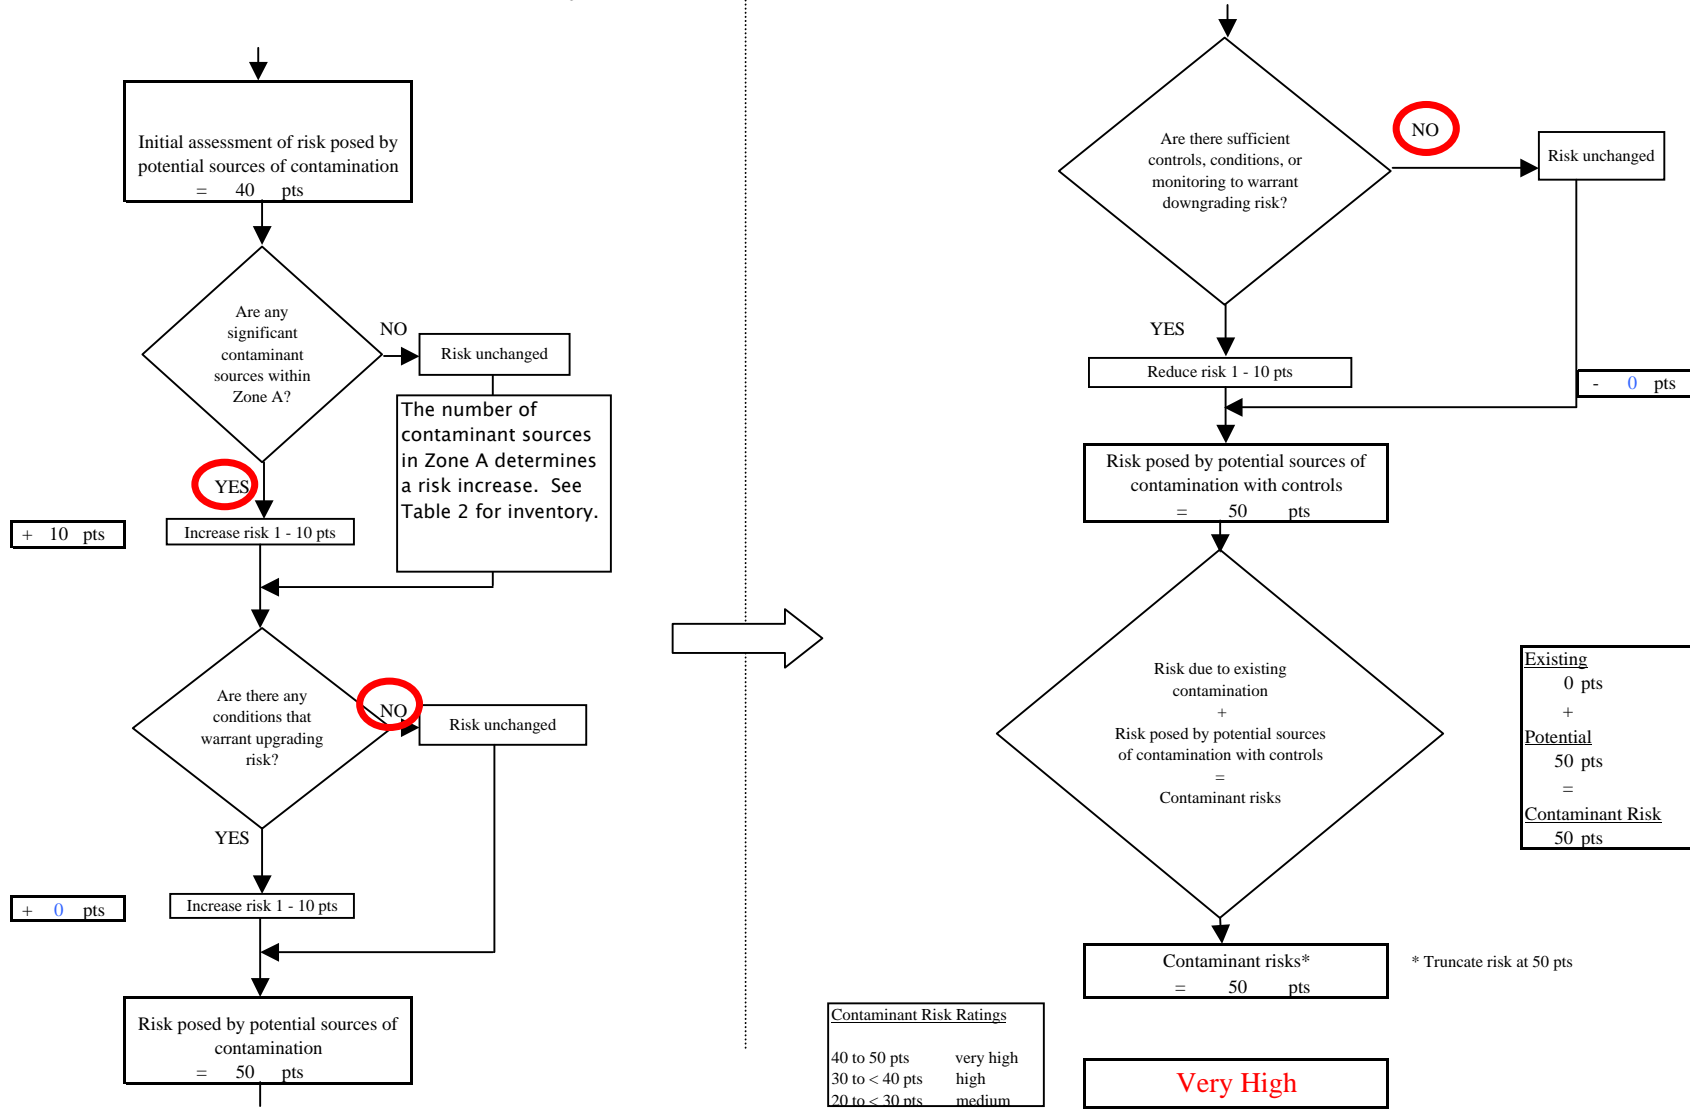 Initial assessment of risk posed by
potential sources of contamination
= 40 pts
Are any
significant
contaminant
sources within
Zone A?
NO
Risk unchanged
The number of
contaminant sources
in Zone A determines
a risk increase. See
Table 2 for inventory.
YES
+ 10 pts
Increase risk 1 - 10 pts
Are there any
conditions that
warrant upgrading
risk?
NO
Risk unchanged
YES
+ 0 pts
Increase risk 1 - 10 pts
Risk posed by potential sources of
contamination
= 50 pts
Are there sufficient
controls, conditions, or
monitoring to warrant
downgrading risk?
NO
Risk unchanged
YES
Reduce risk 1 - 10 pts
- 0 pts
Risk posed by potential sources of
contamination with controls
= 50 pts
Risk due to existing
contamination
+
Risk posed by potential sources
of contamination with controls
=
Contaminant risks
Existing
0 pts
+
Potential
50 pts
=
Contaminant Risk
50 pts
Contaminant risks*
= 50 pts
* Truncate risk at 50 pts
Contaminant Risk Ratings
40 to 50 pts very high
30 to < 40 pts high
20 to < 30 pts medium
Very High